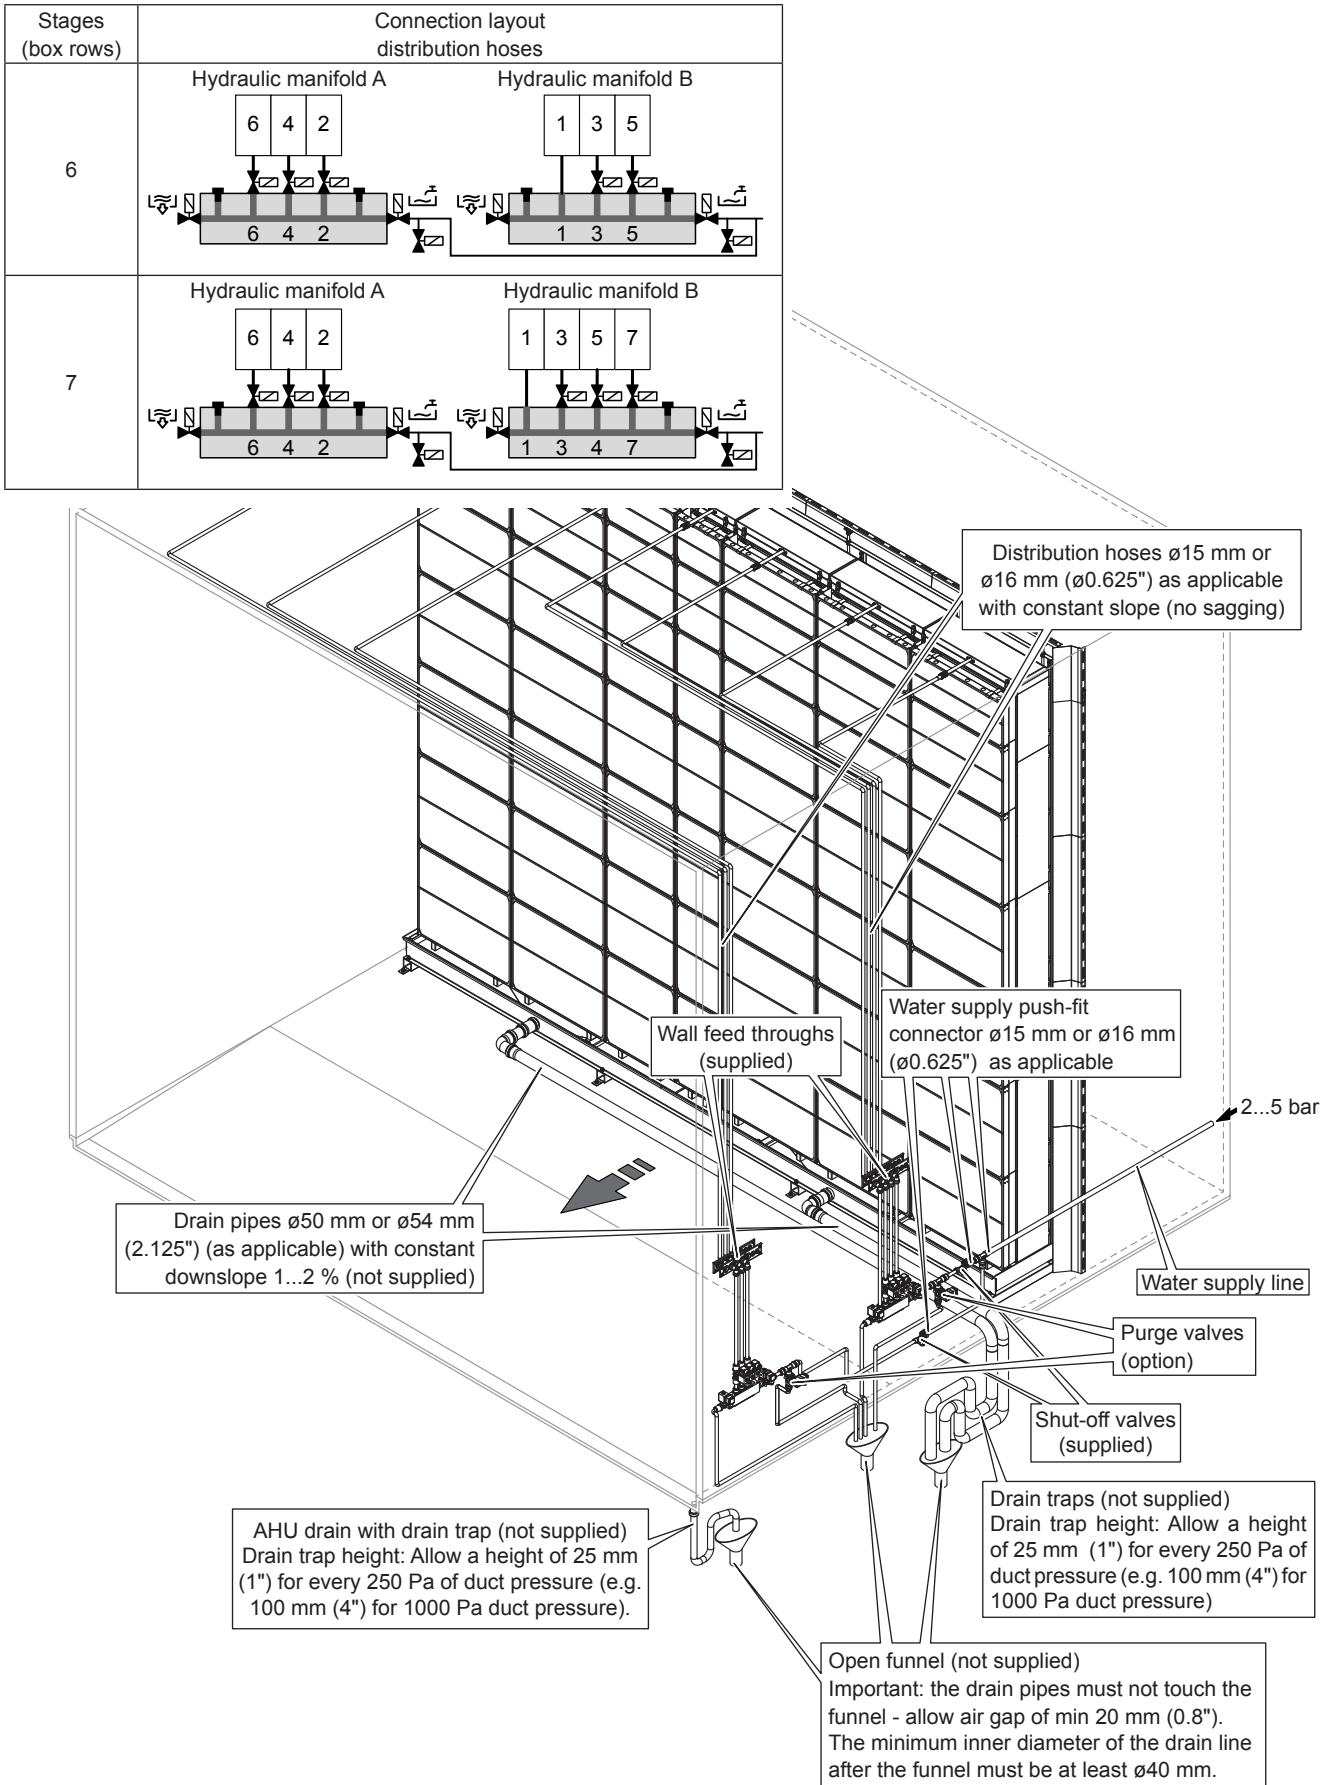 Stages
(box rows)
Connection layout
distribution hoses
6
Hydraulic manifold A
Hydraulic manifold B
6 4 2
1 3 5
6 4 2
1 3 5
7
Hydraulic manifold A
Hydraulic manifold B
6 4 2
1 3 5 7
6 4 2
1 3 4 7
Distribution hoses ø15 mm or
ø16 mm (ø0.625") as applicable
with constant slope (no sagging)
Wall feed throughs
(supplied)
Water supply push-fit
connector ø15 mm or ø16 mm
(ø0.625") as applicable
2...5 bar
Drain pipes ø50 mm or ø54 mm
(2.125") (as applicable) with constant
downslope 1...2 % (not supplied)
Water supply line
Purge valves
(option)
Shut-off valves
(supplied)
AHU drain with drain trap (not supplied)
Drain trap height: Allow a height of 25 mm
(1") for every 250 Pa of duct pressure (e.g.
100 mm (4") for 1000 Pa duct pressure).
Drain traps (not supplied)
Drain trap height: Allow a height
of 25 mm (1") for every 250 Pa of
duct pressure (e.g. 100 mm (4") for
1000 Pa duct pressure)
Open funnel (not supplied)
Important: the drain pipes must not touch the
funnel - allow air gap of min 20 mm (0.8").
The minimum inner diameter of the drain line
after the funnel must be at least ø40 mm.